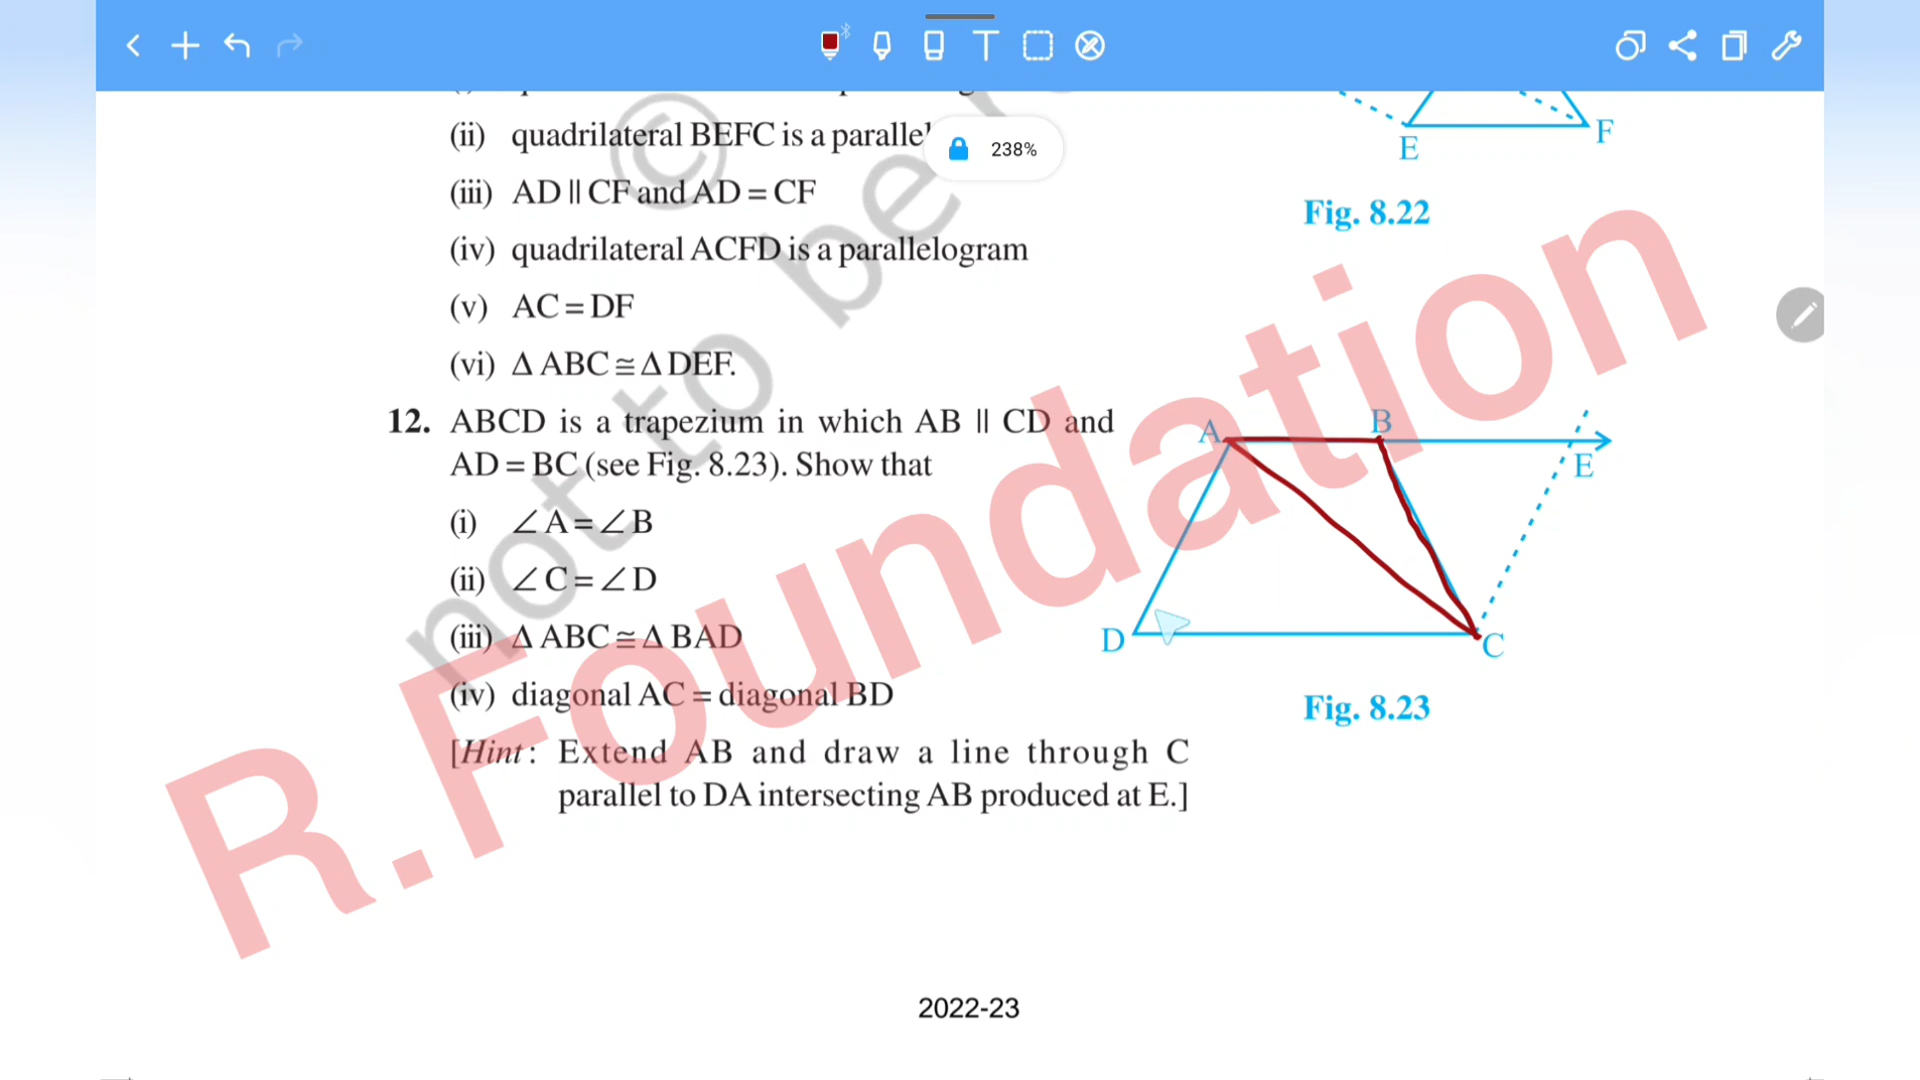 (ii) quadrilateral BEFC is a paralle
238%
(iii) AD || CF and AD = CF
(iv) quadrilateral ACFD is a parallelogram
(v) AC = DF
(vi) Δ ABC ≅ Δ DEF.
E
F
Fig. 8.22
12. ABCD is a trapezium in which AB || CD and
AD = BC (see Fig. 8.23). Show that
(i) ∠A = ∠B
(ii) ∠C = ∠D
(iii) Δ ABC ≅ Δ BAD
(iv) diagonal AC = diagonal BD
[Hint : Extend AB and draw a line through C
parallel to DA intersecting AB produced at E.]
A
B
E
D
C
Fig. 8.23
© not to be r
R.Foundation
2022-23